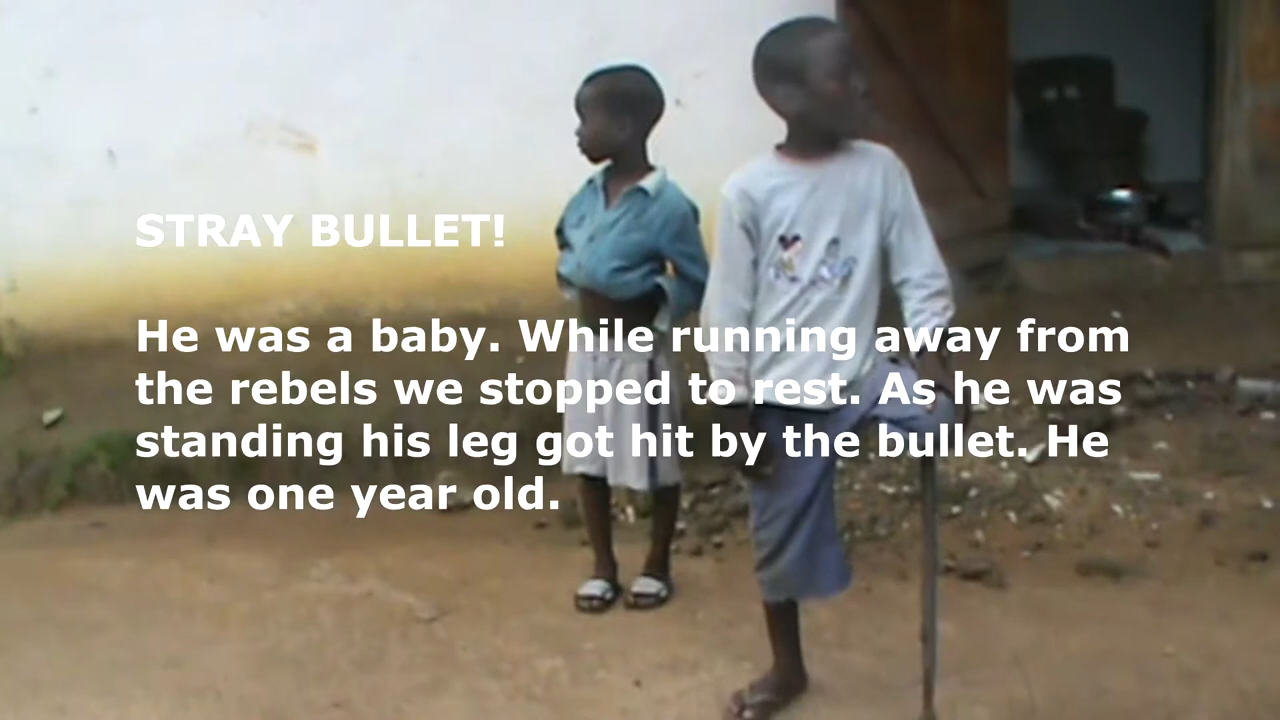 STRAY BULLET!
He was a baby. While running away from
the rebels we stopped to rest. As he was
standing his leg got hit by the bullet. He
was one year old.